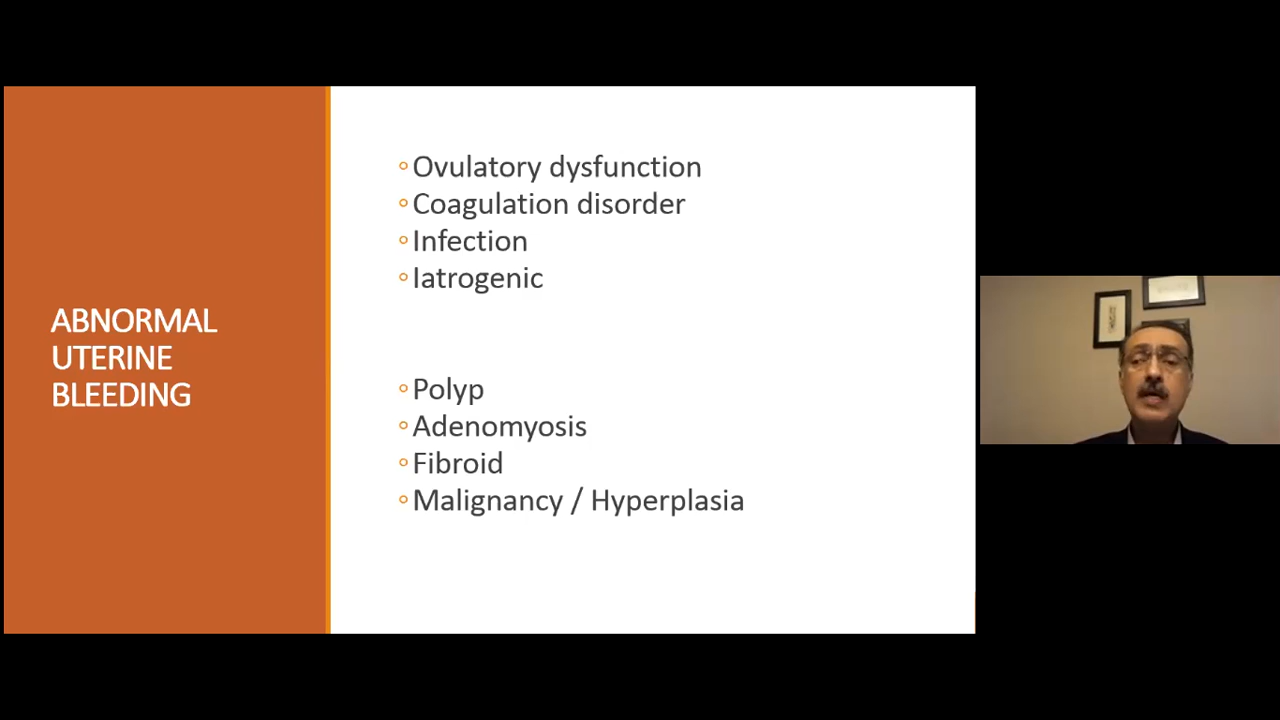 ABNORMAL
UTERINE
BLEEDING
◦Ovulatory dysfunction
◦Coagulation disorder
◦Infection
◦Iatrogenic
◦Polyp
◦Adenomyosis
◦Fibroid
◦Malignancy / Hyperplasia